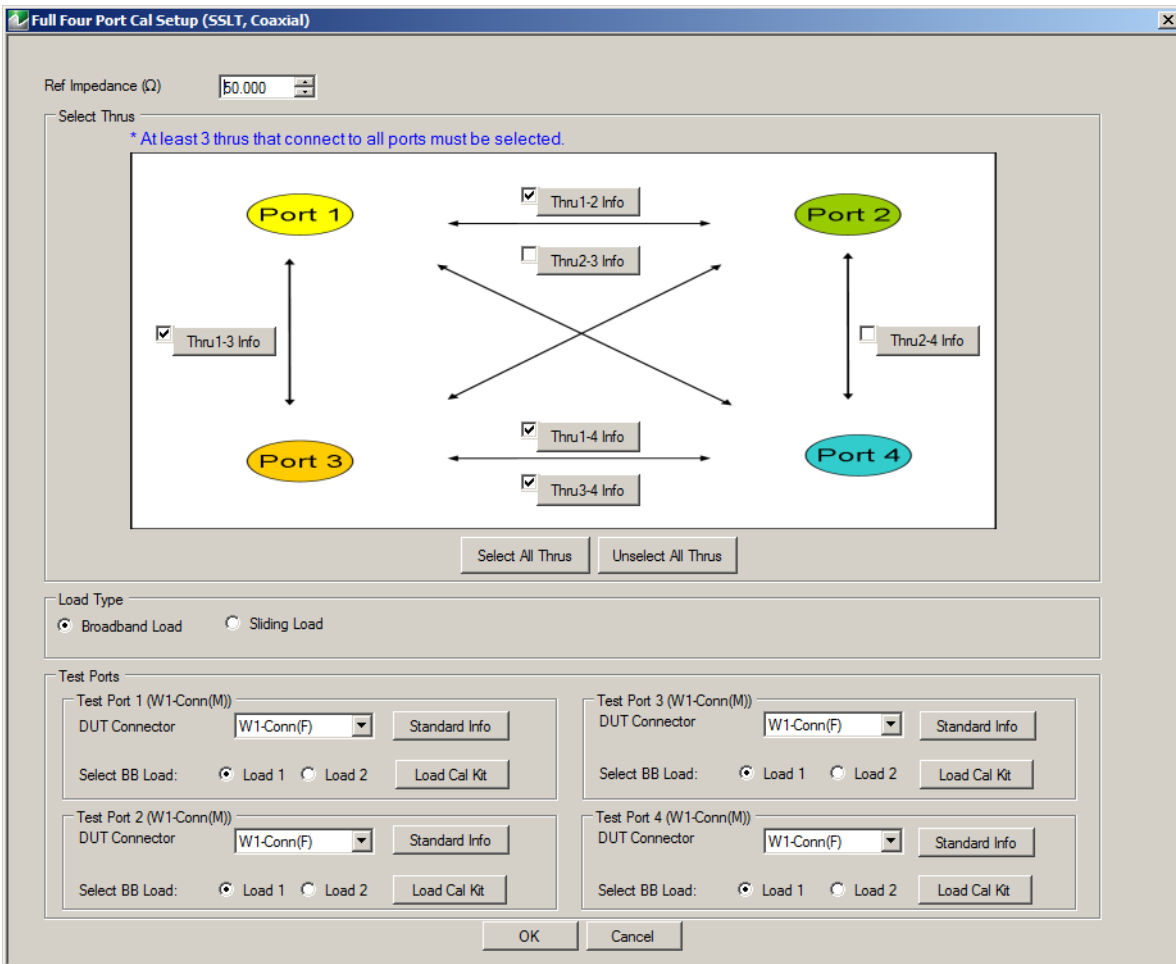 Full Four Port Cal Setup (SSLT, Coaxial)
Ref Impedance (Ω) 50.000
Select Thrus
* At least 3 thrus that connect to all ports must be selected.
Port 1
Thru1-2 Info
Port 2
Thru2-3 Info
Thru1-3 Info
Thru2-4 Info
Thru1-4 Info
Port 3
Port 4
Thru3-4 Info
Select All Thrus Unselect All Thrus
Load Type
Broadband Load Sliding Load
Test Ports
Test Port 1 (W1-Conn(M))
DUT Connector W1-Conn(F) Standard Info
Select BB Load: Load 1 Load 2 Load Cal Kit
Test Port 3 (W1-Conn(M))
DUT Connector W1-Conn(F) Standard Info
Select BB Load: Load 1 Load 2 Load Cal Kit
Test Port 2 (W1-Conn(M))
DUT Connector W1-Conn(F) Standard Info
Select BB Load: Load 1 Load 2 Load Cal Kit
Test Port 4 (W1-Conn(M))
DUT Connector W1-Conn(F) Standard Info
Select BB Load: Load 1 Load 2 Load Cal Kit
OK Cancel